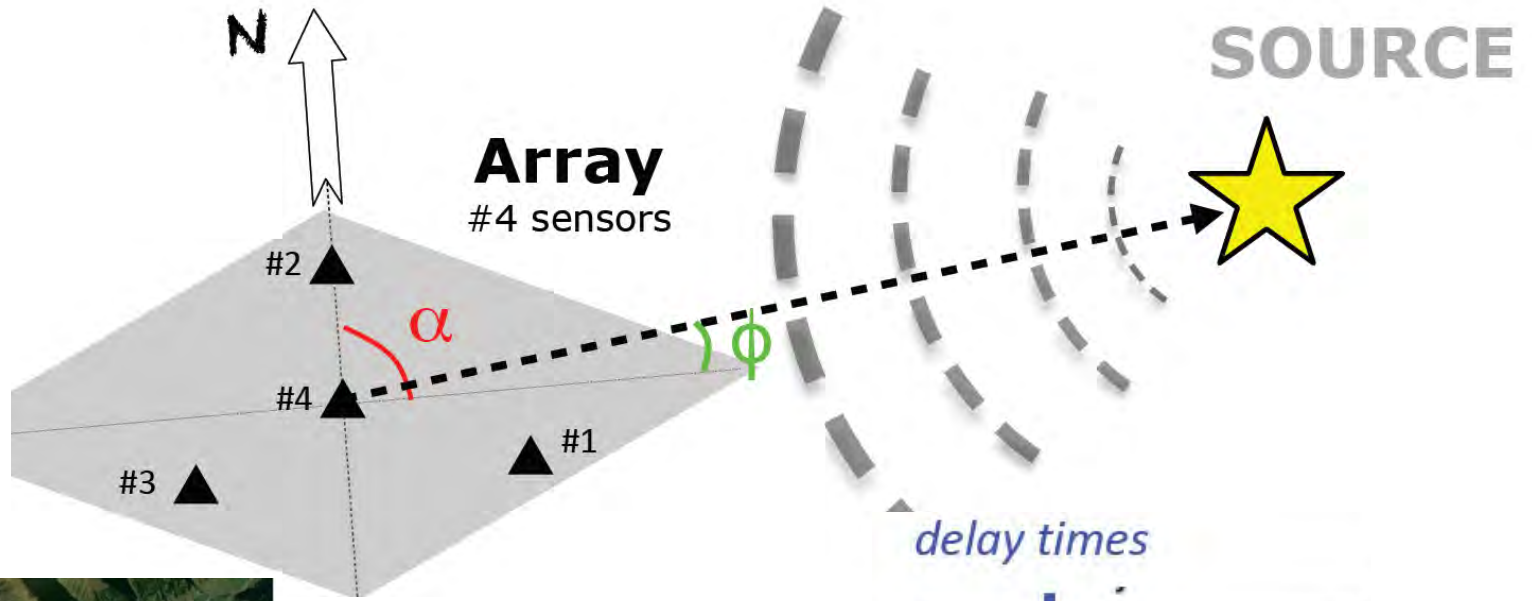 N
SOURCE
Array
#4 sensors
#2
α
ϕ
#4
#1
#3
delay times